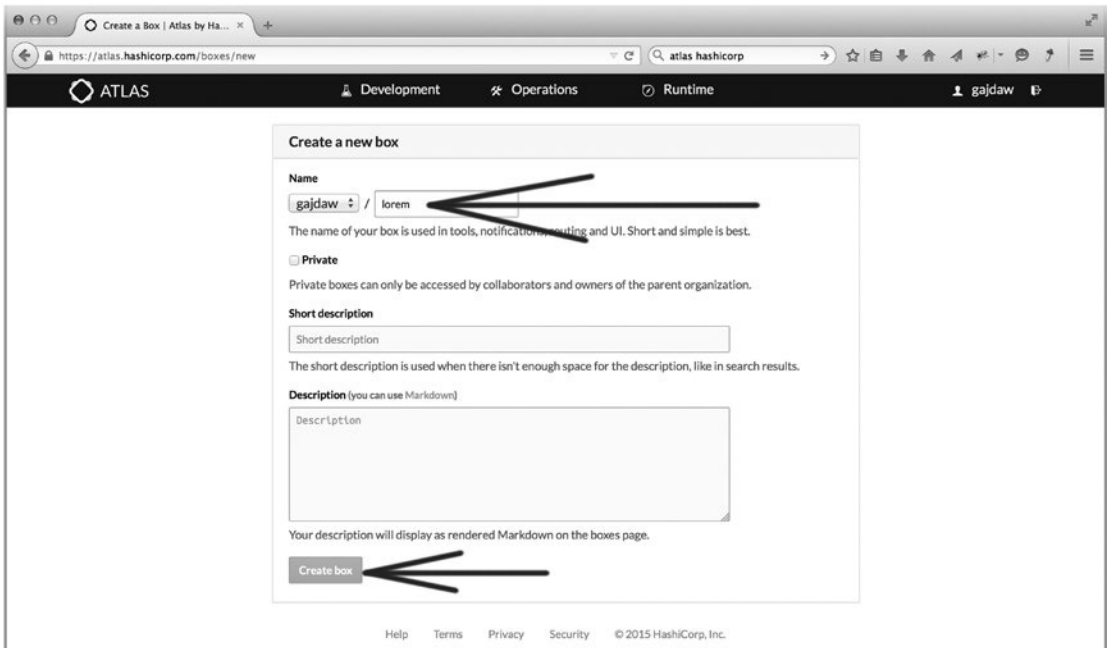 Create a Box | Atlas by Ha...
https://atlas.hashicorp.com/boxes/new
atlas hashicorp
ATLAS
Development
Operations
Runtime
gajdaw
Create a new box
Name
gajdaw / lorem
The name of your box is used in tools, notifications, routing and UI. Short and simple is best.
Private
Private boxes can only be accessed by collaborators and owners of the parent organization.
Short description
Short description
The short description is used when there isn't enough space for the description, like in search results.
Description (you can use Markdown)
Description
Your description will display as rendered Markdown on the boxes page.
Create box
Help Terms Privacy Security © 2015 HashiCorp, Inc.